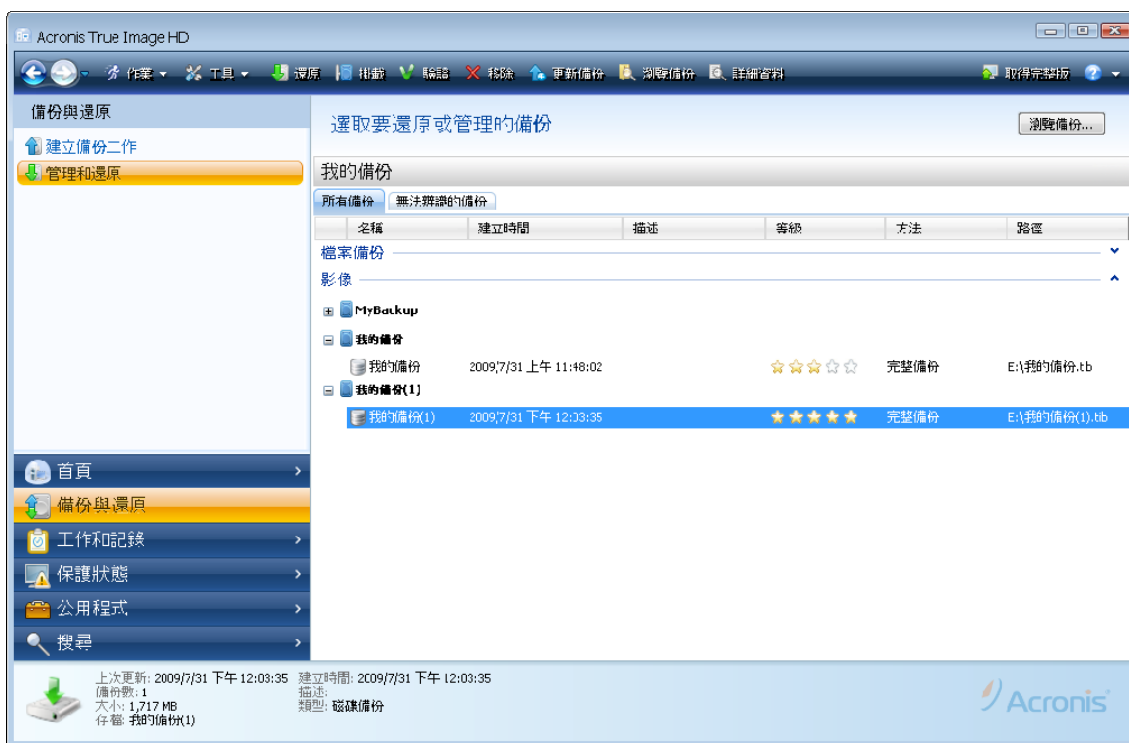 Acronis True Image HD
作業 工具 還原 掛載 驗證 移除 更新備份 瀏覽備份 詳細資料 取得完整版
備份與還原
建立備份工作
管理和還原
選取要還原或管理的備份
瀏覽備份...
我的備份
所有備份 無法辨識的備份
名稱 建立時間 描述 等級 方法 路徑
檔案備份
影像
MyBackup
我的備份
我的備份 2009/7/31 上午 11:48:02 完整備份 E:\我的備份.tib
我的備份(1)
我的備份(1) 2009/7/31 下午 12:03:35 完整備份 E:\我的備份(1).tib
首頁
備份與還原
工作和記錄
保護狀態
公用程式
搜尋
上次更新: 2009/7/31 下午 12:03:35 建立時間: 2009/7/31 下午 12:03:35
備份數: 1 描述:
大小: 1,717 MB 類型: 磁碟備份
存檔: 我的備份(1)
Acronis